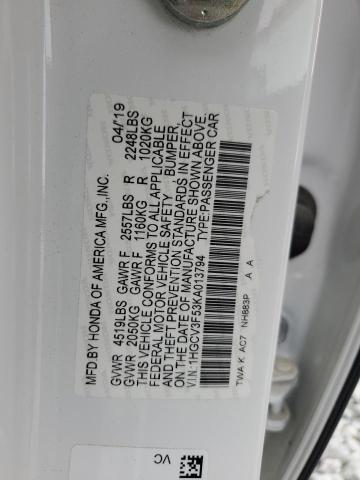 MFD BY HONDA OF AMERICA MFG.,INC. 04/'19
GVWR 4519LBS GAWR F 2557LBS R 2248LBS
GVWR 2050KG GAWR F 1160KG R 1020KG
THIS VEHICLE CONFORMS TO ALL APPLICABLE
FEDERAL MOTOR VEHICLE SAFETY BUMPER,
AND THEFT PREVENTION STANDARDS IN EFFECT
ON THE DATE OF MANUFACTURE SHOWN ABOVE.
V.I.N:1HGCV3F53KA013794 TYPE:PASSENGER CAR
TWA K AC7 NH883P A A
VC